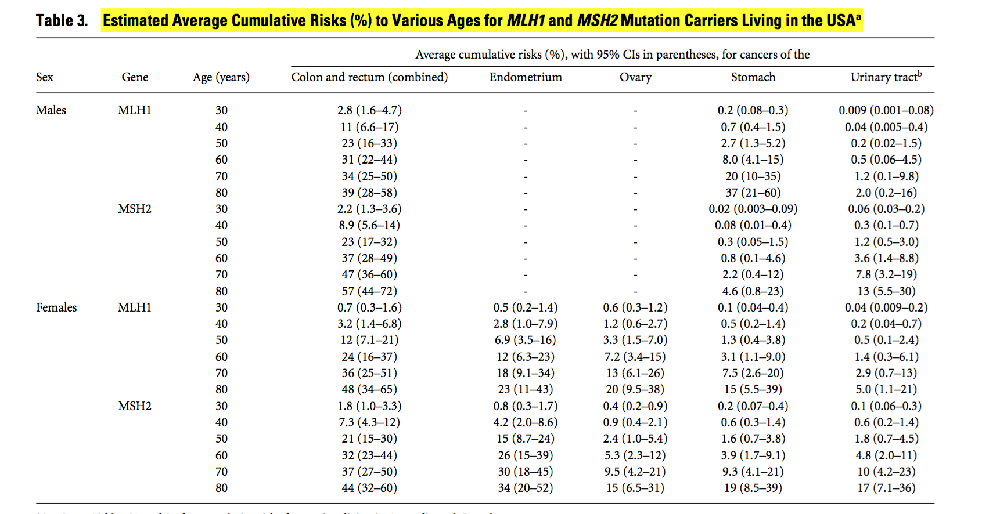 Table 3. Estimated Average Cumulative Risks (%) to Various Ages for MLH1 and MSH2 Mutation Carriers Living in the USAa
Average cumulative risks (%), with 95% CIs in parentheses, for cancers of the
Sex Gene Age (years) Colon and rectum (combined) Endometrium Ovary Stomach Urinary tractb
Males MLH1 30 2.8 (1.6–4.7) - - 0.2 (0.08–0.3) 0.009 (0.001–0.08)
40 11 (6.6–17) - - 0.7 (0.4–1.5) 0.04 (0.005–0.4)
50 23 (16–33) - - 2.7 (1.3–5.2) 0.2 (0.02–1.5)
60 31 (22–44) - - 8.0 (4.1–15) 0.5 (0.06–4.5)
70 34 (25–50) - - 20 (10–35) 1.2 (0.1–9.8)
80 39 (28–58) - - 37 (21–60) 2.0 (0.2–16)
MSH2 30 2.2 (1.3–3.6) - - 0.02 (0.003–0.09) 0.06 (0.03–0.2)
40 8.9 (5.6–14) - - 0.08 (0.01–0.4) 0.3 (0.1–0.7)
50 23 (17–32) - - 0.3 (0.05–1.5) 1.2 (0.5–3.0)
60 37 (28–49) - - 0.8 (0.1–4.6) 3.6 (1.4–8.8)
70 47 (36–60) - - 2.2 (0.4–12) 7.8 (3.2–19)
80 57 (44–72) - - 4.6 (0.8–23) 13 (5.5–30)
Females MLH1 30 0.7 (0.3–1.6) 0.5 (0.2–1.4) 0.6 (0.3–1.2) 0.1 (0.04–0.4) 0.04 (0.009–0.2)
40 3.2 (1.4–6.8) 2.8 (1.0–7.9) 1.2 (0.6–2.7) 0.5 (0.2–1.4) 0.2 (0.04–0.7)
50 12 (7.1–21) 6.9 (3.5–16) 3.3 (1.5–7.0) 1.3 (0.4–3.8) 0.5 (0.1–2.4)
60 24 (16–37) 12 (6.3–23) 7.2 (3.4–15) 3.1 (1.1–9.0) 1.4 (0.3–6.1)
70 36 (25–51) 18 (9.1–34) 13 (6.1–26) 7.5 (2.6–20) 2.9 (0.7–13)
80 48 (34–65) 23 (11–43) 20 (9.5–38) 15 (5.5–39) 5.0 (1.1–21)
MSH2 30 1.8 (1.0–3.3) 0.8 (0.3–1.7) 0.4 (0.2–0.9) 0.2 (0.07–0.4) 0.1 (0.06–0.3)
40 7.3 (4.3–12) 4.2 (2.0–8.6) 0.9 (0.4–2.1) 0.6 (0.3–1.4) 0.6 (0.2–1.4)
50 21 (15–30) 15 (8.7–24) 2.4 (1.0–5.4) 1.6 (0.7–3.8) 1.8 (0.7–4.5)
60 32 (23–44) 26 (15–39) 5.3 (2.3–12) 3.9 (1.7–9.1) 4.8 (2.0–11)
70 37 (27–50) 30 (18–45) 9.5 (4.2–21) 9.3 (4.1–21) 10 (4.2–23)
80 44 (32–60) 34 (20–52) 15 (6.5–31) 19 (8.5–39) 17 (7.1–36)